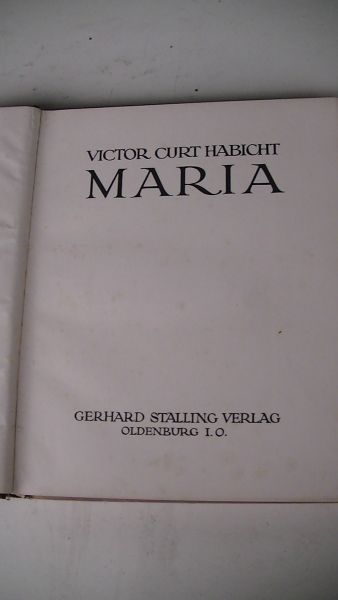 VICTOR CURT HABICHT
MARIA
GERHARD STALLING VERLAG
OLDENBURG I. O.